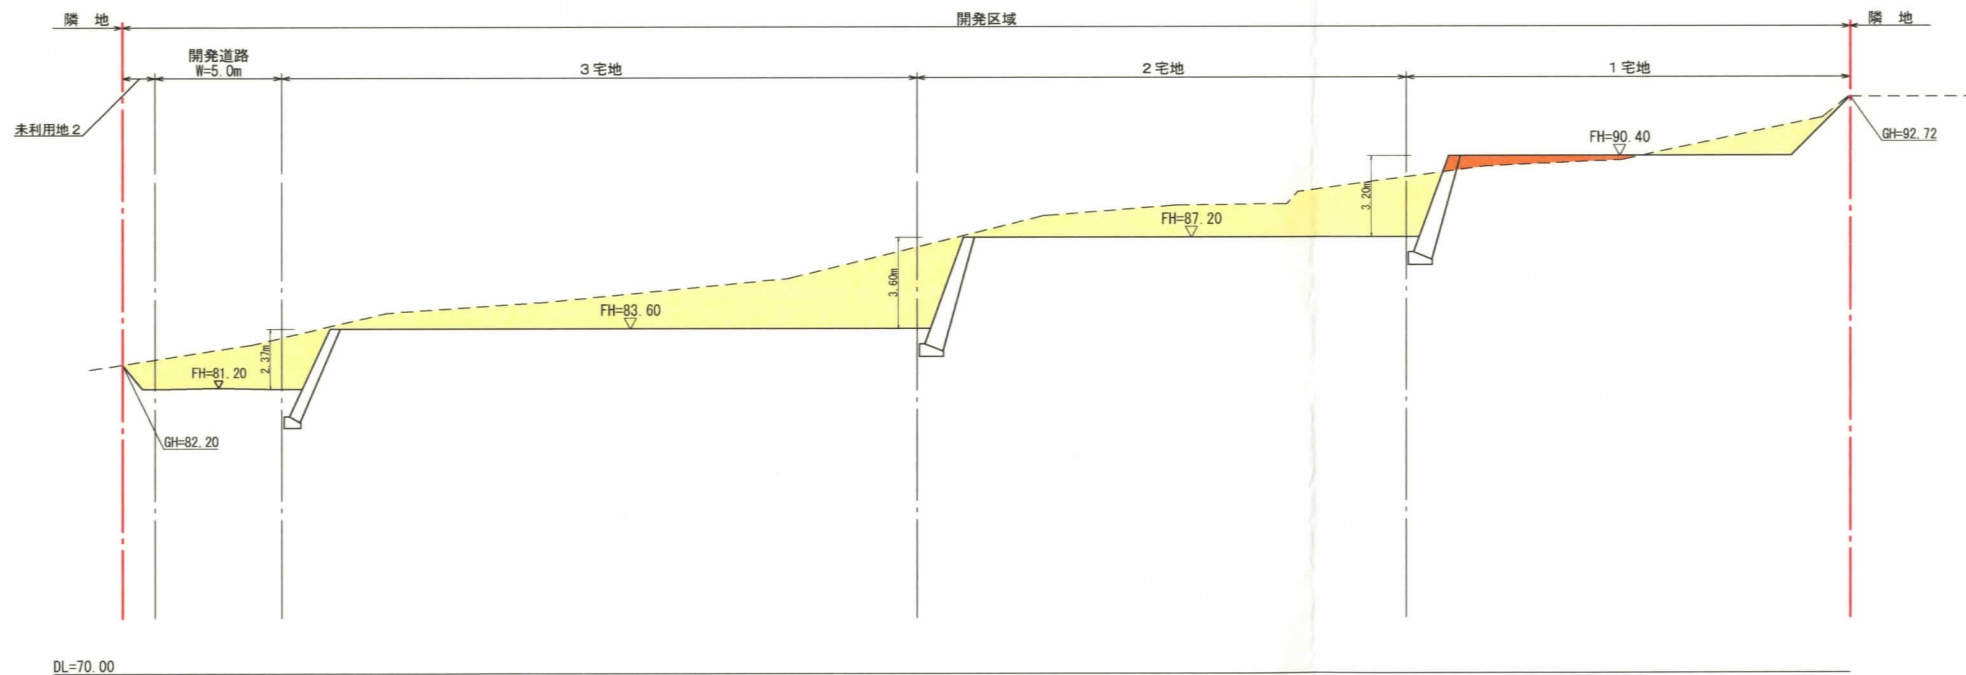 隣 地
開発区域
隣 地
開発道路
W=5.0m
3宅地
2宅地
1宅地
未利用地2
FH=90.40
GH=92.72
3.20m
FH=87.20
3.60m
FH=83.60
2.37m
FH=81.20
GH=82.20
DL=70.00